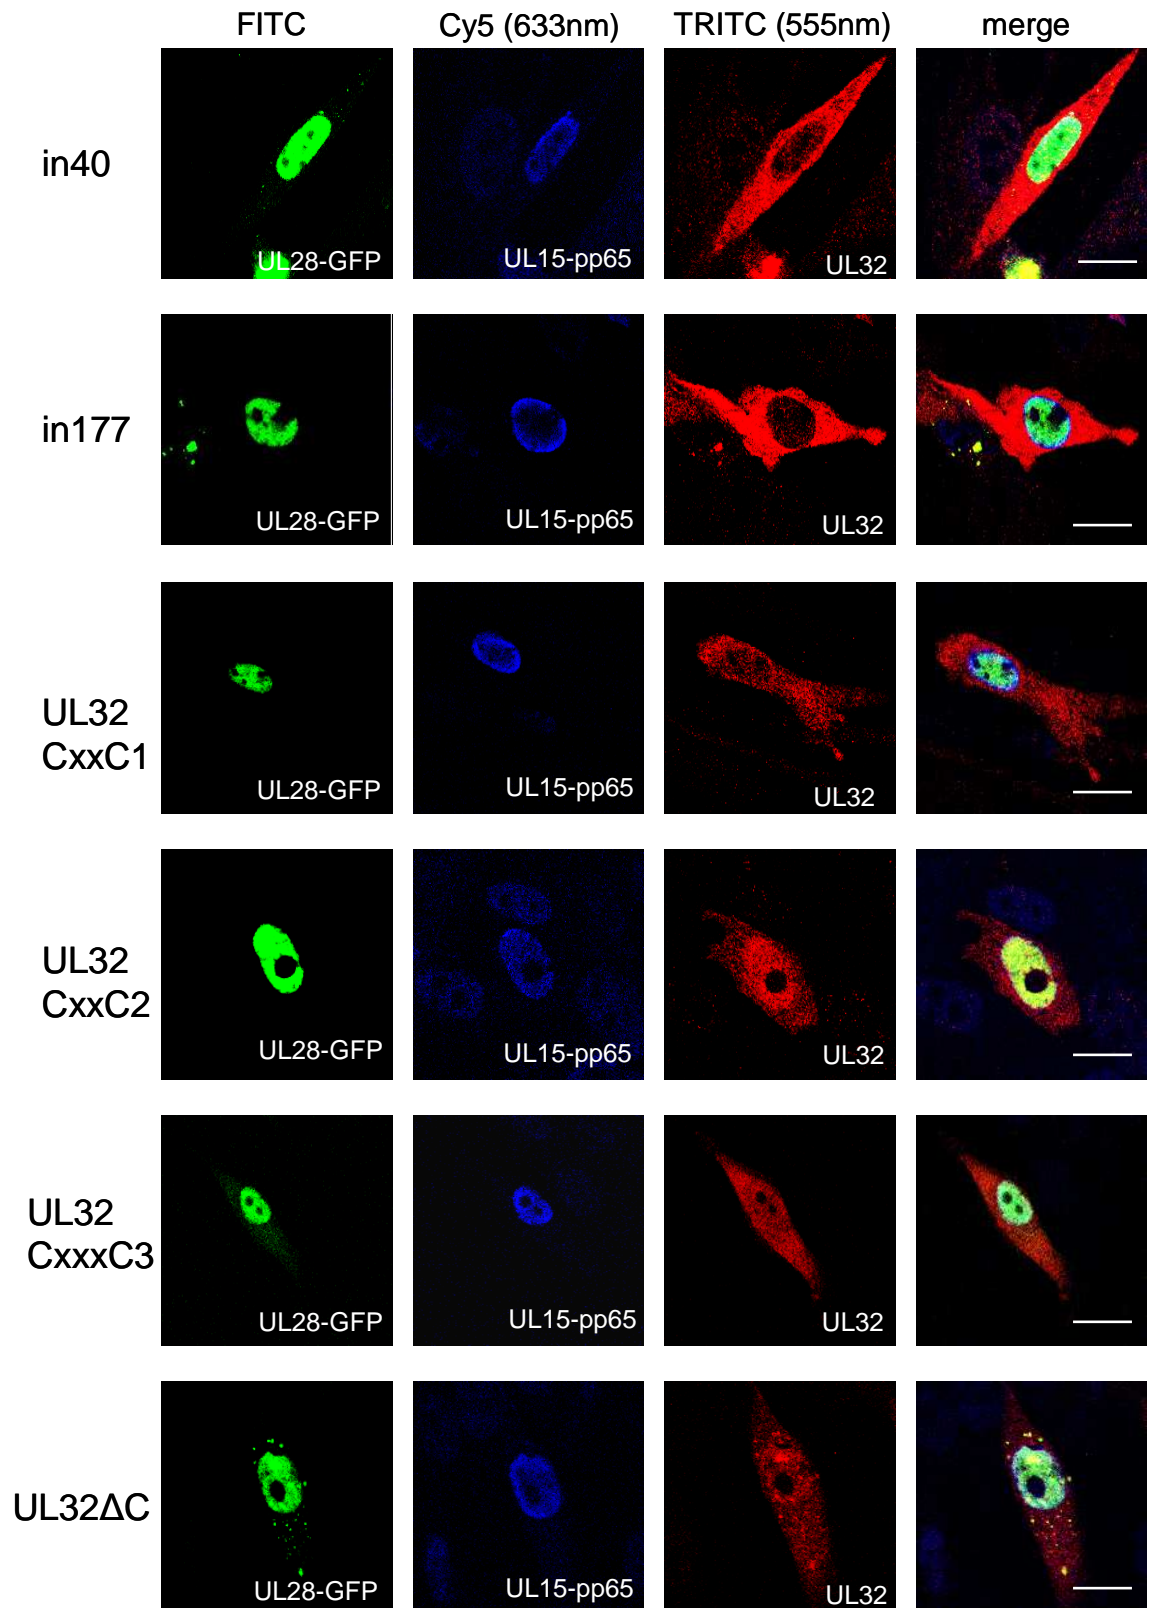 FITC
Cy5 (633nm)
TRITC (555nm)
merge
in40
UL28-GFP
UL15-pp65
UL32
in177
UL28-GFP
UL15-pp65
UL32
UL32
CxxC1
UL28-GFP
UL15-pp65
UL32
UL32
CxxC2
UL28-GFP
UL15-pp65
UL32
UL32
CxxxC3
UL28-GFP
UL15-pp65
UL32
UL32ΔC
UL28-GFP
UL15-pp65
UL32